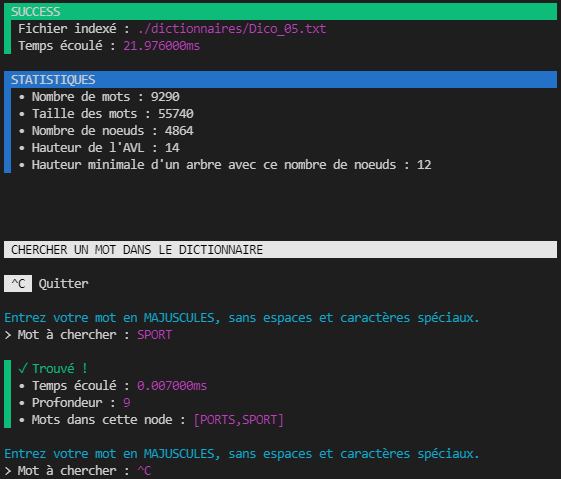 SUCCESS
Fichier indexé : ./dictionnaires/Dico_05.txt
Temps écoulé : 21.976000ms
STATISTIQUES
• Nombre de mots : 9290
• Taille des mots : 55740
• Nombre de noeuds : 4864
• Hauteur de l'AVL : 14
• Hauteur minimale d'un arbre avec ce nombre de noeuds : 12
CHERCHER UN MOT DANS LE DICTIONNAIRE
^C Quitter
Entrez votre mot en MAJUSCULES, sans espaces et caractères spéciaux.
> Mot à chercher : SPORT
✓ Trouvé !
• Temps écoulé : 0.007000ms
• Profondeur : 9
• Mots dans cette node : [PORTS,SPORT]
Entrez votre mot en MAJUSCULES, sans espaces et caractères spéciaux.
> Mot à chercher : ^C